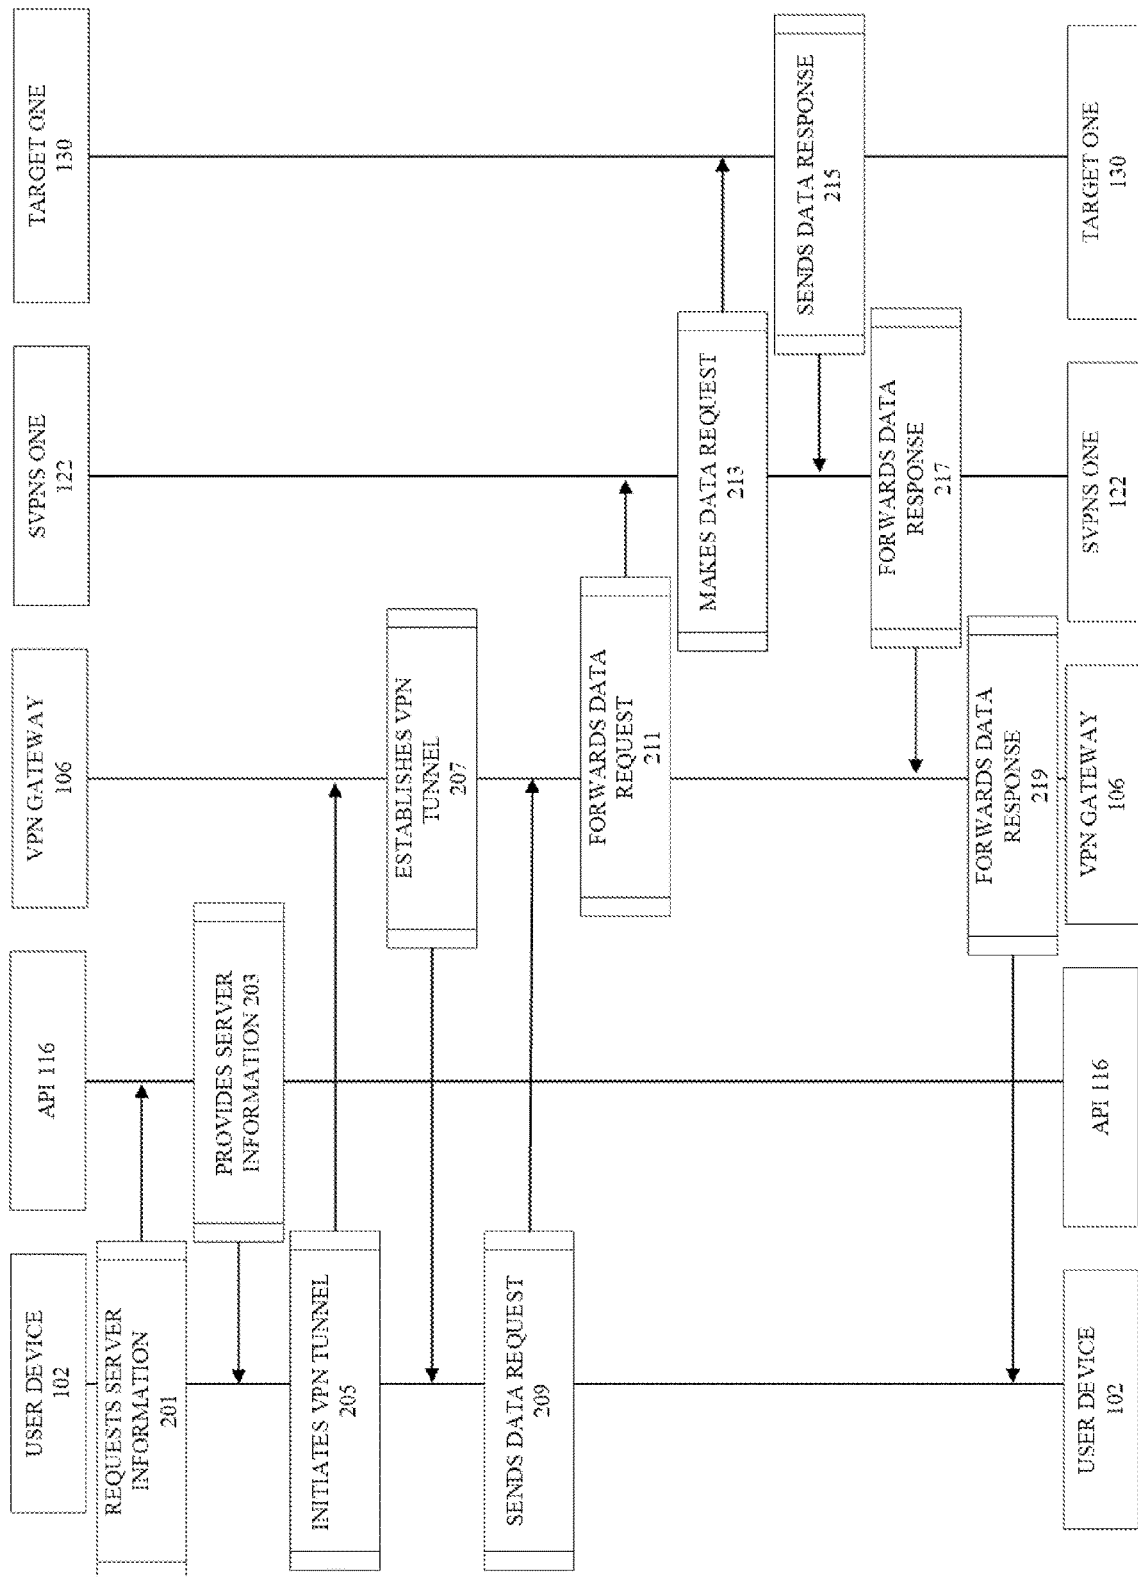 USER DEVICE
102
API 116
VPN GATEWAY
106
SVPNS ONE
122
TARGET ONE
130
REQUESTS SERVER
INFORMATION
201
PROVIDES SERVER
INFORMATION 203
INITIATES VPN TUNNEL
205
ESTABLISHES VPN
TUNNEL
207
SENDS DATA REQUEST
209
FORWARDS DATA
REQUEST
211
MAKES DATA REQUEST
213
SENDS DATA RESPONSE
215
FORWARDS DATA
RESPONSE
217
FORWARDS DATA
RESPONSE
219
USER DEVICE
102
API 116
VPN GATEWAY
106
SVPNS ONE
122
TARGET ONE
130